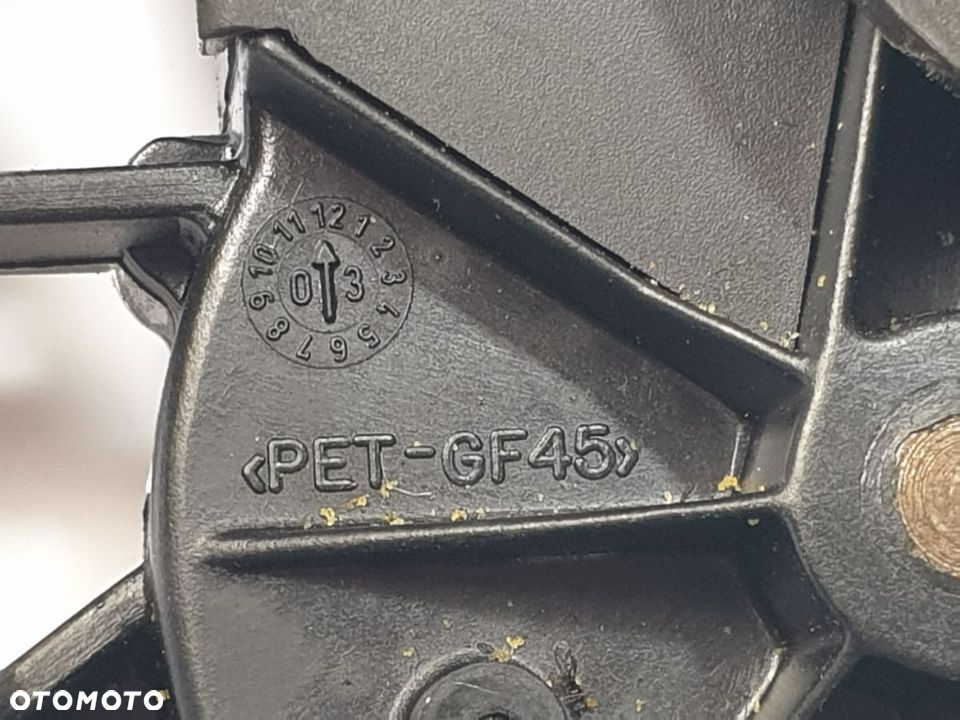 12 1 2 3 4 5 6 7 8 9 10 11
0 3
<PET-GF45>
OTOMOTO